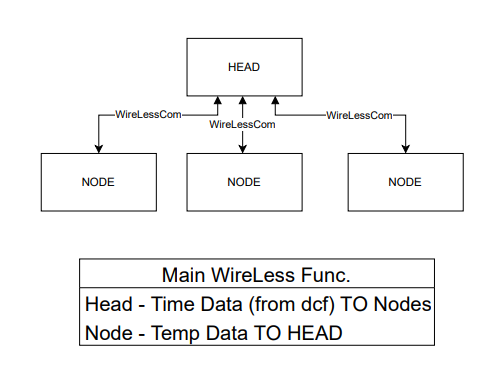 HEAD
WireLessCom
WireLessCom
WireLessCom
NODE
NODE
NODE
Main WireLess Func.
Head - Time Data (from dcf) TO Nodes
Node - Temp Data TO HEAD